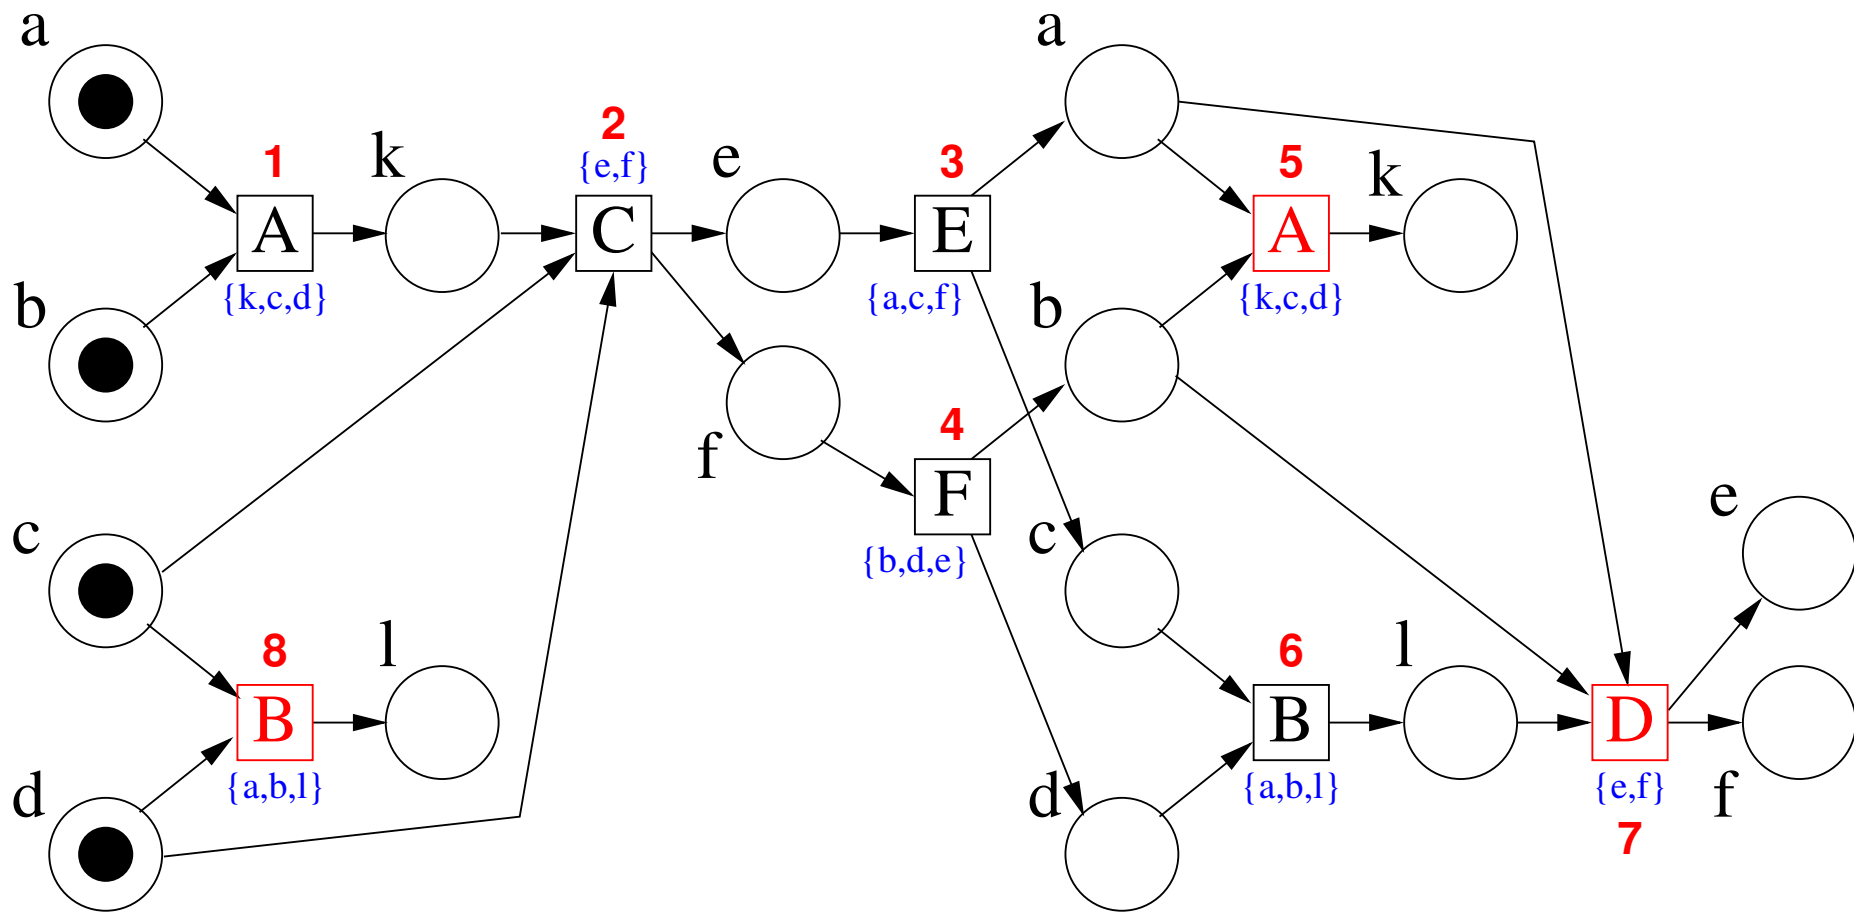 a
a
2
1
{e,f}
3
5
k
e
k
A
C
E
A
b
{k,c,d}
{a,c,f}
b
{k,c,d}
4
f
F
e
c
c
{b,d,e}
8
l
6
l
B
B
D
d
{a,b,l}
d
{a,b,l}
{e,f}
f
7